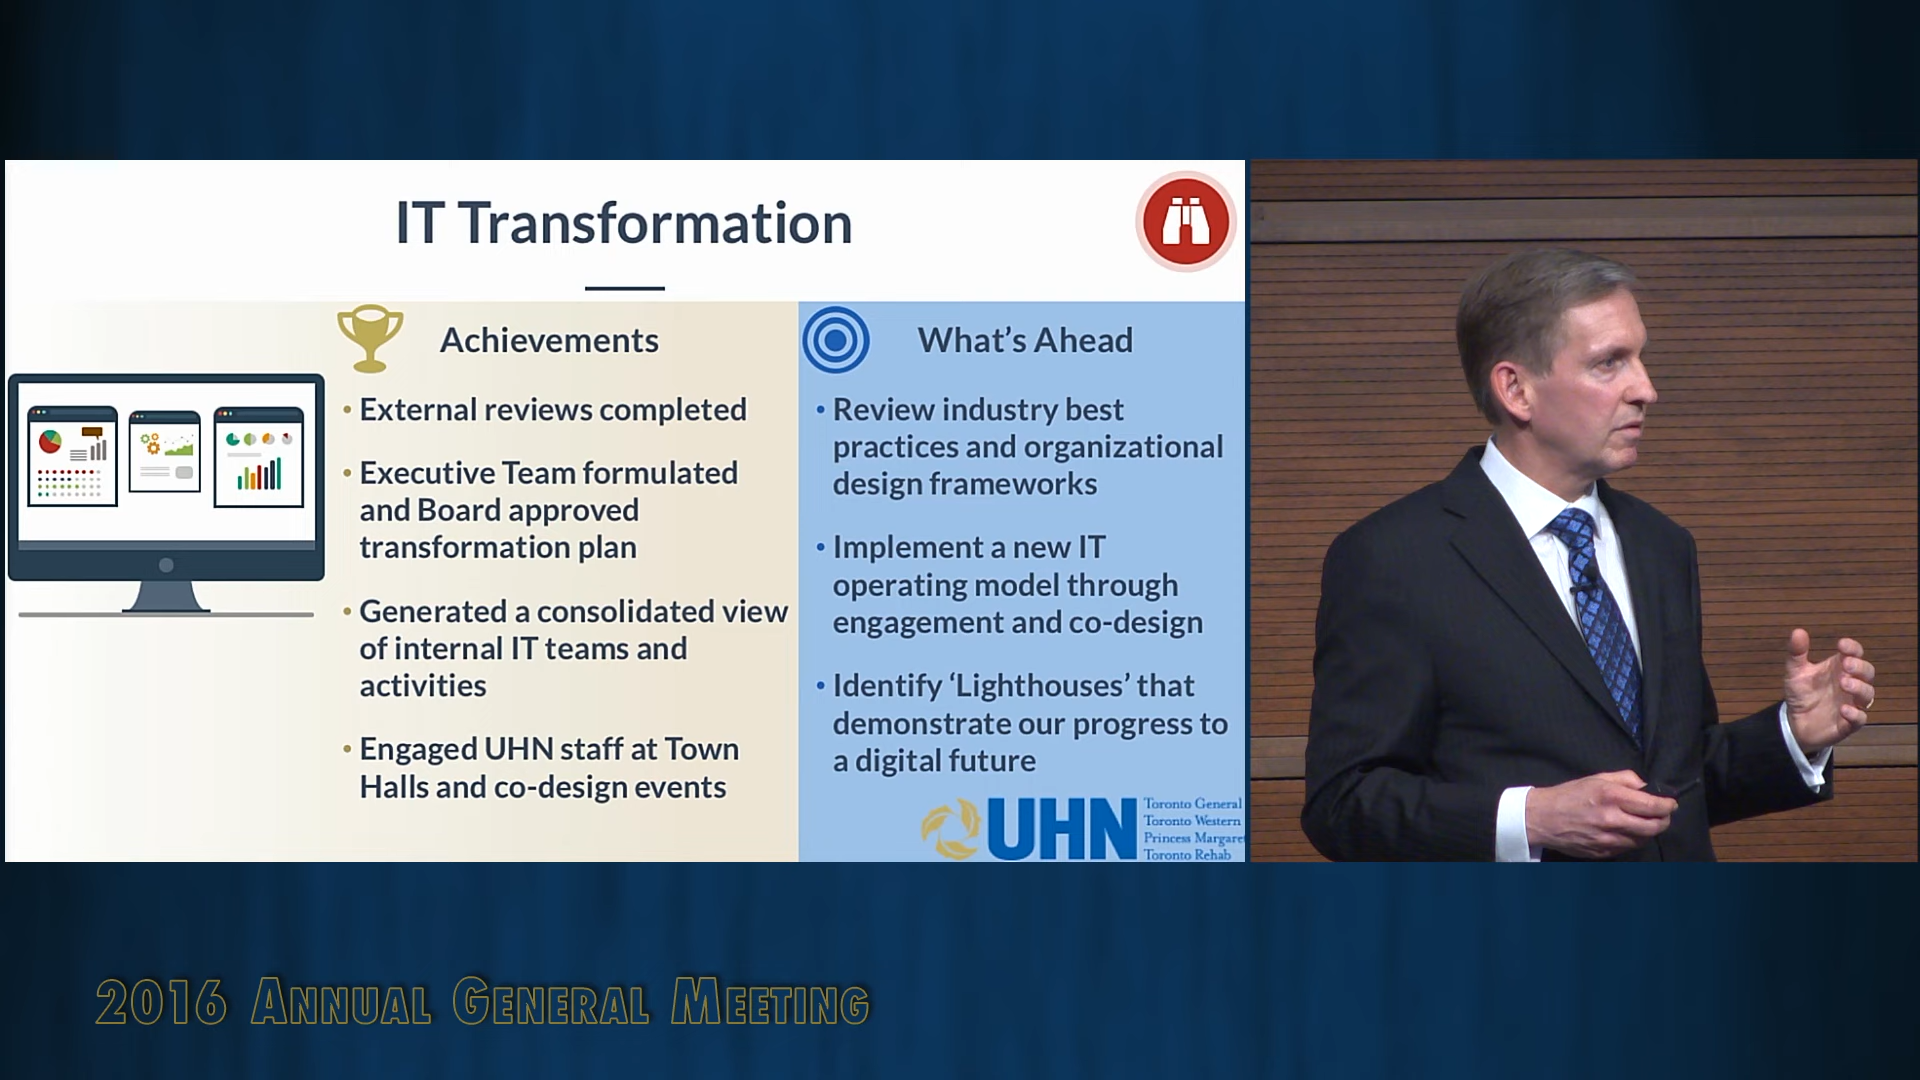 IT Transformation
Achievements
• External reviews completed
• Executive Team formulated
and Board approved
transformation plan
• Generated a consolidated view
of internal IT teams and
activities
• Engaged UHN staff at Town
Halls and co-design events
What's Ahead
• Review industry best
practices and organizational
design frameworks
• Implement a new IT
operating model through
engagement and co-design
• Identify ‘Lighthouses’ that
demonstrate our progress to
a digital future
UHN
Toronto General
Toronto Western
Princess Margaret
Toronto Rehab
2016 Annual General Meeting